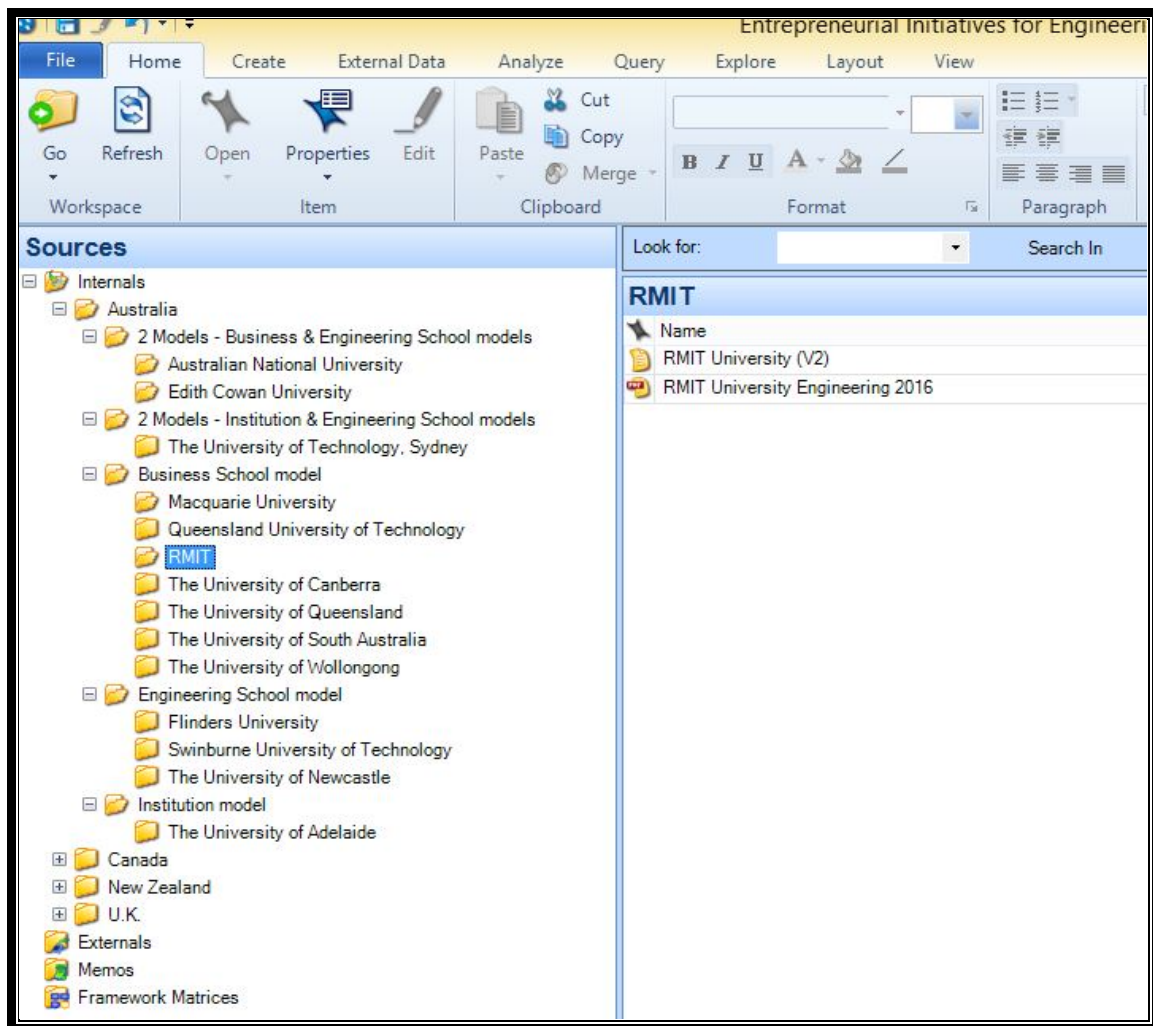 Entrepreneurial Initiatives for Engineeri
File Home Create External Data Analyze Query Explore Layout View
Go Refresh Open Properties Edit Paste Cut Copy Merge B I U A
Workspace Item Clipboard Format Paragraph
Sources
Internals
Australia
2 Models - Business & Engineering School models
Australian National University
Edith Cowan University
2 Models - Institution & Engineering School models
The University of Technology, Sydney
Business School model
Macquarie University
Queensland University of Technology
RMIT
The University of Canberra
The University of Queensland
The University of South Australia
The University of Wollongong
Engineering School model
Flinders University
Swinburne University of Technology
The University of Newcastle
Institution model
The University of Adelaide
Canada
New Zealand
U.K.
Externals
Memos
Framework Matrices
Look for: Search In
RMIT
Name
RMIT University (V2)
RMIT University Engineering 2016